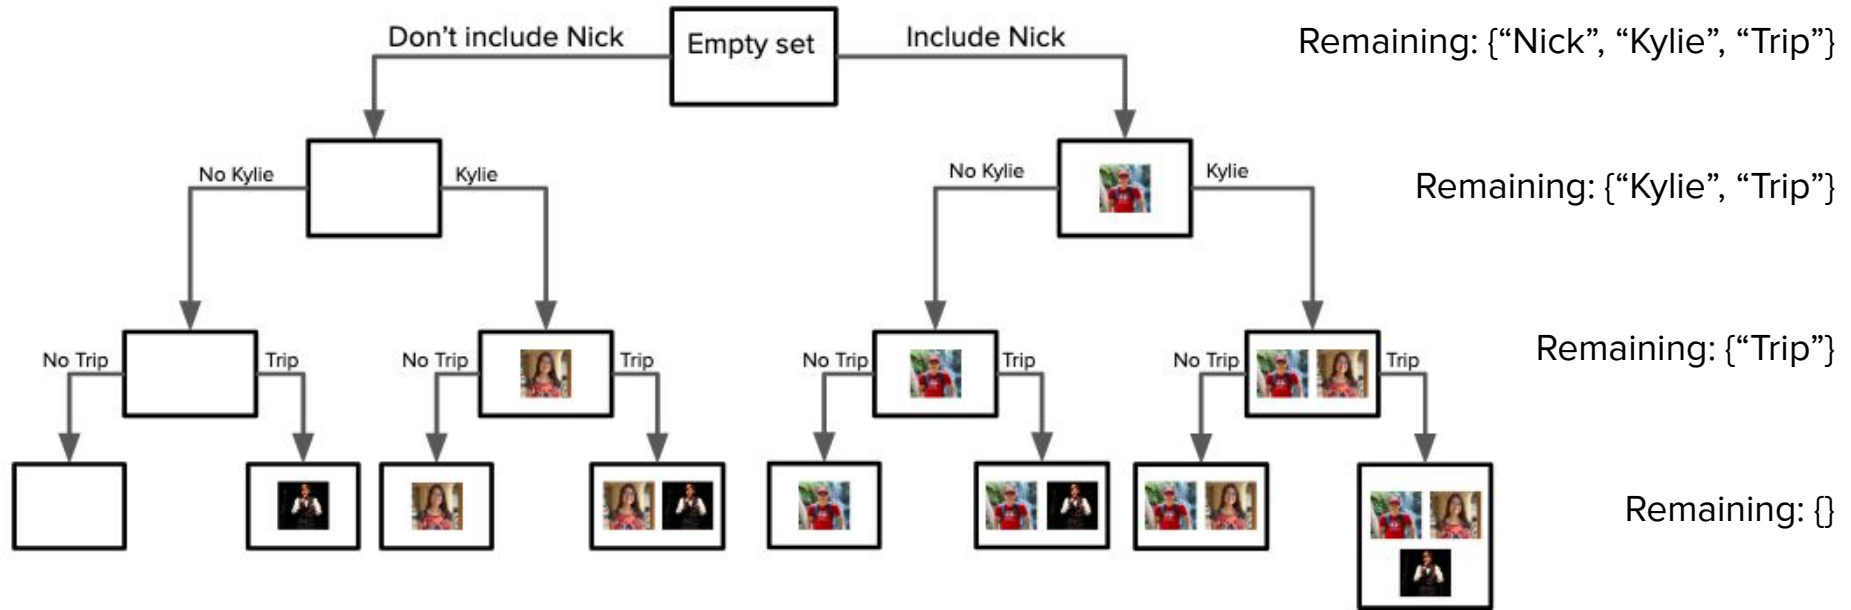 Don't include Nick
Empty set
Include Nick
Remaining: {“Nick”, “Kylie”, “Trip”}
No Kylie
Kylie
No Kylie
Kylie
Remaining: {“Kylie”, “Trip”}
No Trip
Trip
No Trip
Trip
No Trip
Trip
No Trip
Trip
Remaining: {“Trip”}
Remaining: {}